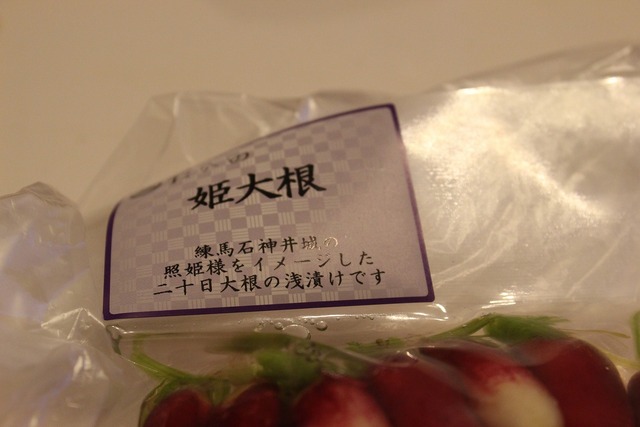 姫大根
練馬石神井城の
照姫様をイメージした
二十日大根の浅漬けです